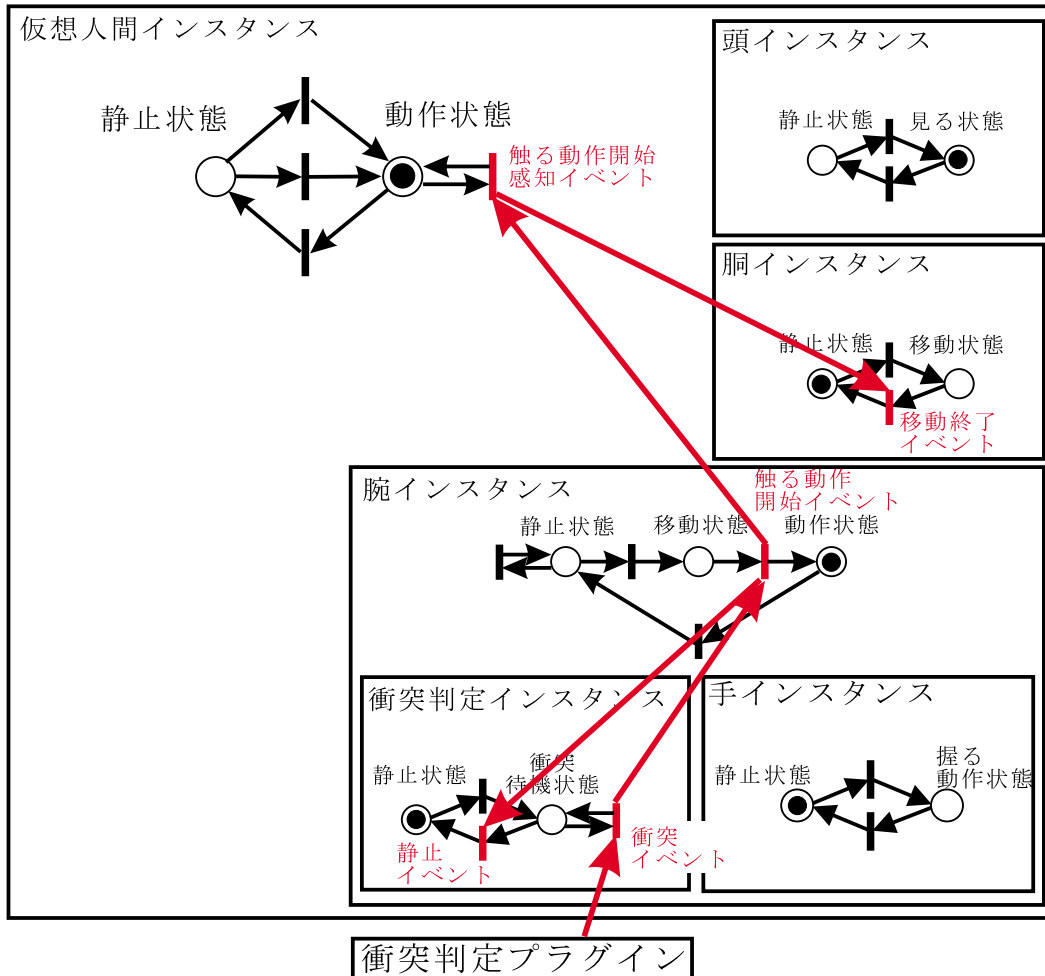 仮想人間インスタンス
静止状態
動作状態
触る動作開始
感知イベント
頭インスタンス
静止状態
見る状態
胴インスタンス
静止状態
移動状態
移動終了
イベント
腕インスタンス
触る動作
開始イベント
静止状態
移動状態
動作状態
衝突判定インスタンス
静止状態
衝突
待機状態
静止
イベント
衝突
イベント
手インスタンス
静止状態
握る
動作状態
衝突判定プラグイン